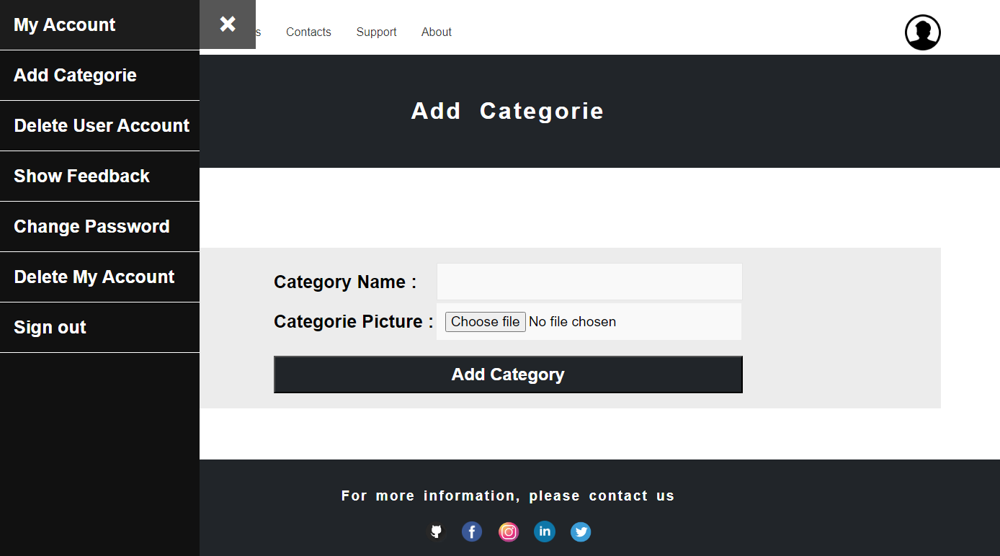 My Account
Add Categorie
Delete User Account
Show Feedback
Change Password
Delete My Account
Sign out
s Contacts Support About
Add Categorie
Category Name :
Categorie Picture : Choose file No file chosen
Add Category
For more information, please contact us